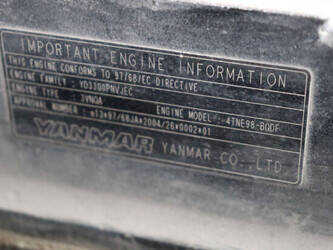 IMPORTANT ENGINE INFORMATION
THIS ENGINE CONFORMS TO 97/68/EC DIRECTIVE
ENGINE FAMILY : YD3300PNVJEC
ENGINE TYPE : 3VNQA ENGINE MODEL : 4TNE98-BQDF
APPROVAL NUMBER : e13*97/68JA*2004/26*0002*01
YANMAR YANMAR CO., LTD.